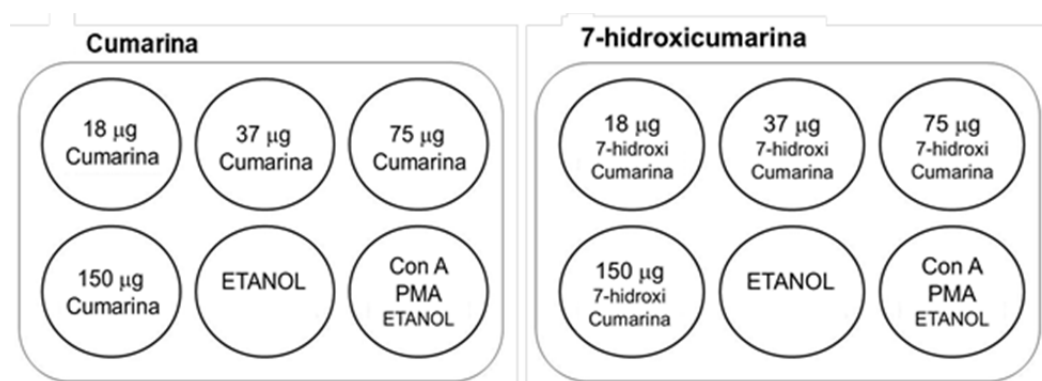 Cumarina
18 μg
Cumarina
37 μg
Cumarina
75 μg
Cumarina
150 μg
Cumarina
ETANOL
Con A
PMA
ETANOL
7-hidroxicumarina
18 μg
7-hidroxi
Cumarina
37 μg
7-hidroxi
Cumarina
75 μg
7-hidroxi
Cumarina
150 μg
7-hidroxi
Cumarina
ETANOL
Con A
PMA
ETANOL